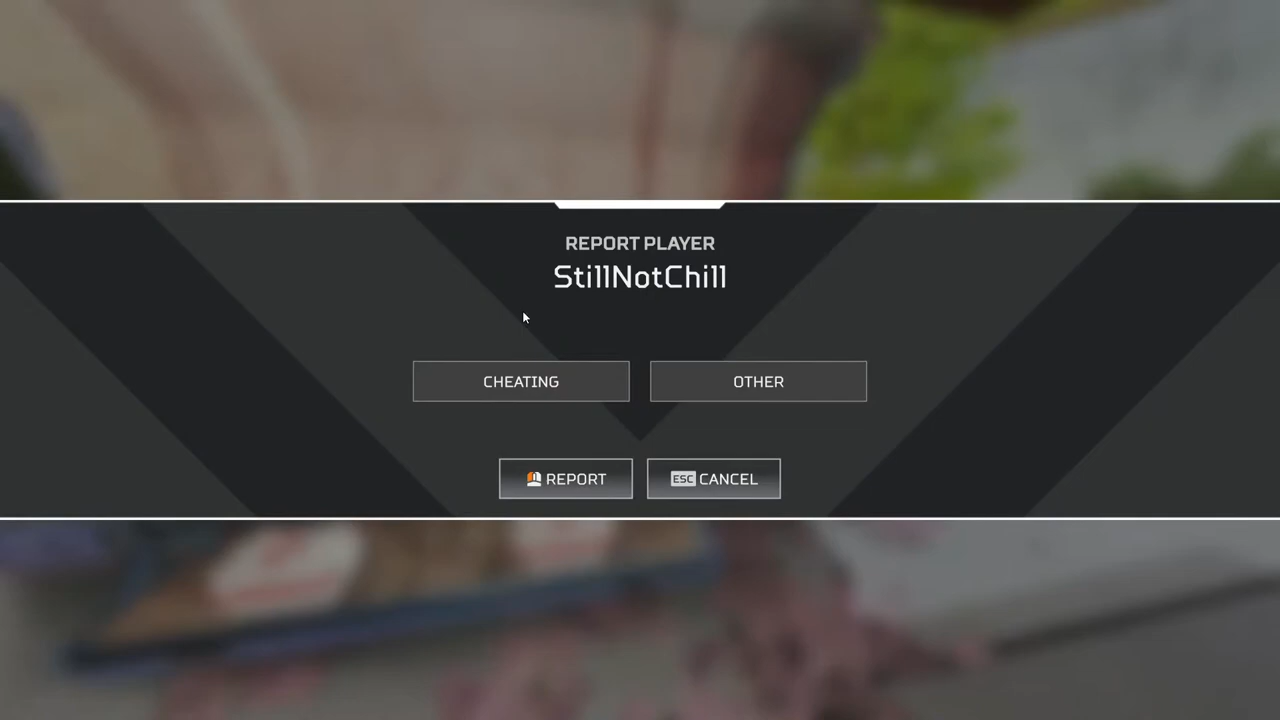 REPORT PLAYER
StillNotChill
CHEATING OTHER
REPORT ESC CANCEL